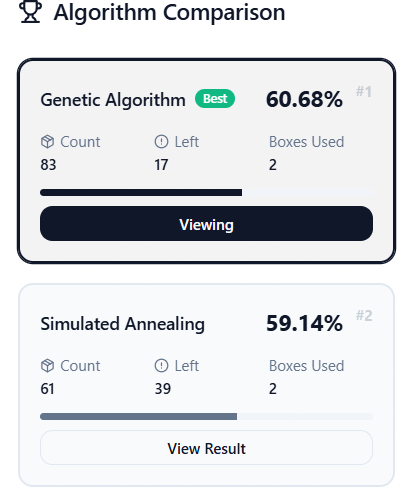 Algorithm Comparison
Genetic Algorithm Best 60.68% #1
Count Left Boxes Used
83 17 2
Viewing
Simulated Annealing 59.14% #2
Count Left Boxes Used
61 39 2
View Result